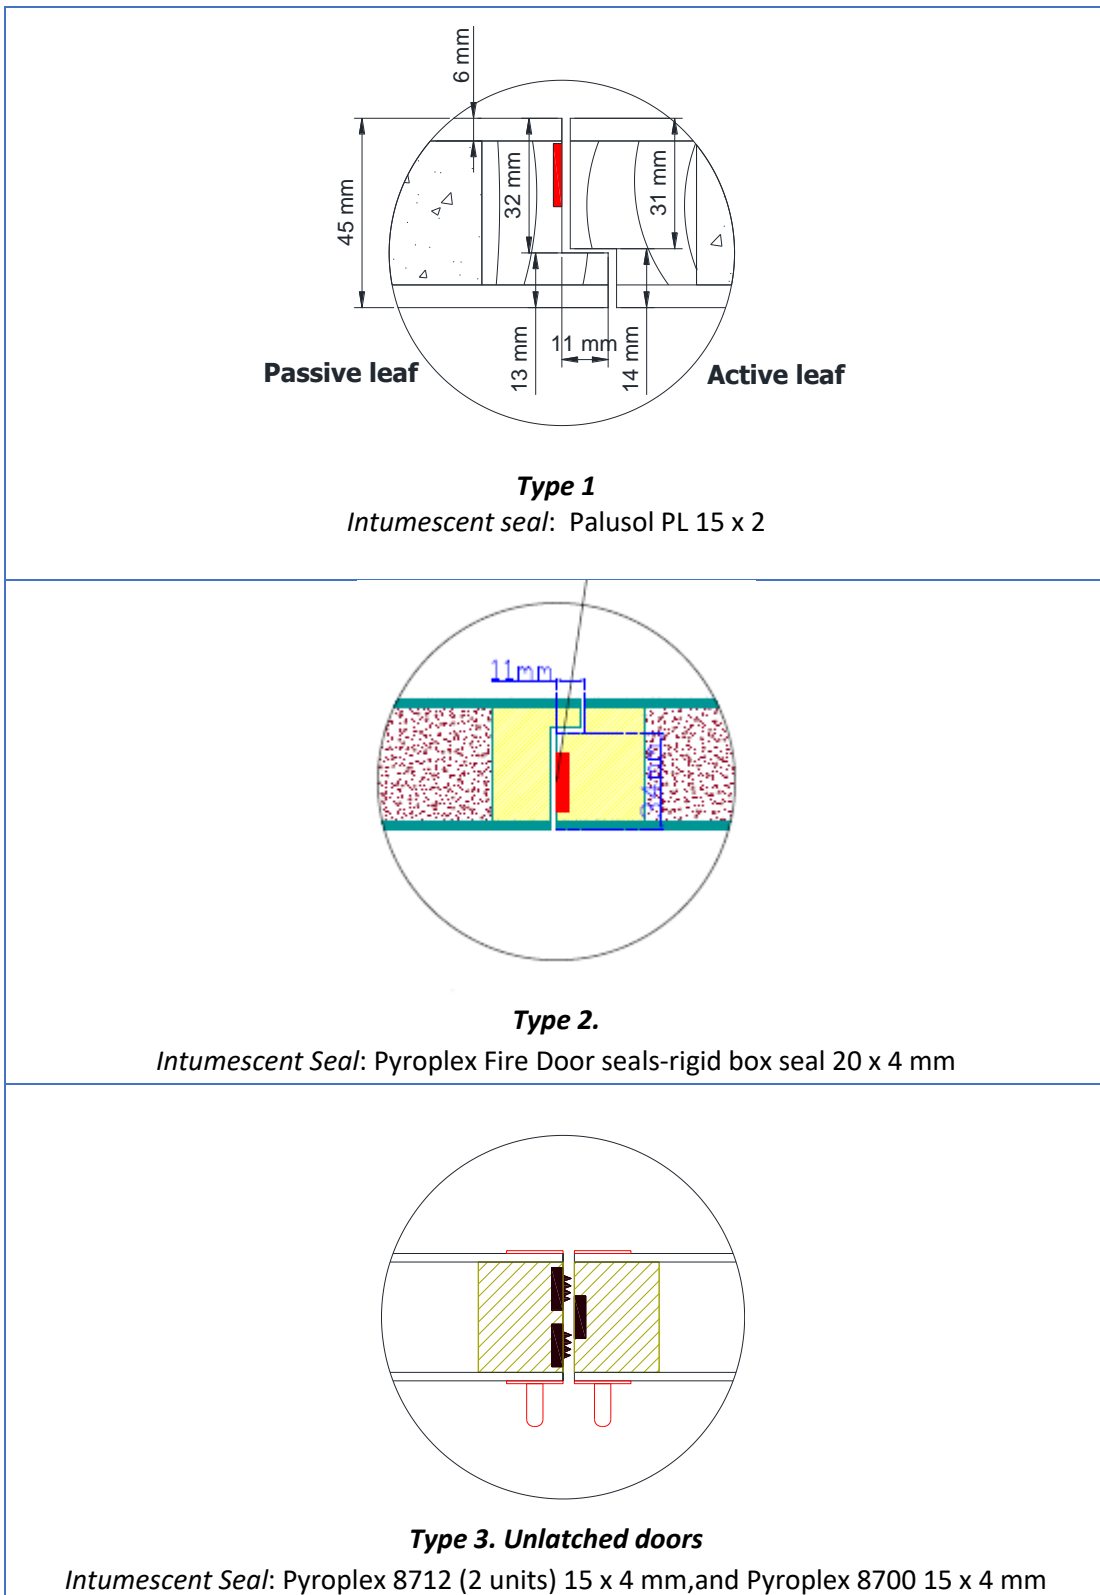 6 mm
45 mm
32 mm
31 mm
13 mm
11 mm
14 mm
Passive leaf
Active leaf
Type 1
Intumescent seal:  Palusol PL 15 x 2
11mm
Type 2.
Intumescent Seal: Pyroplex Fire Door seals-rigid box seal 20 x 4 mm
Type 3. Unlatched doors
Intumescent Seal: Pyroplex 8712 (2 units) 15 x 4 mm,and Pyroplex 8700 15 x 4 mm